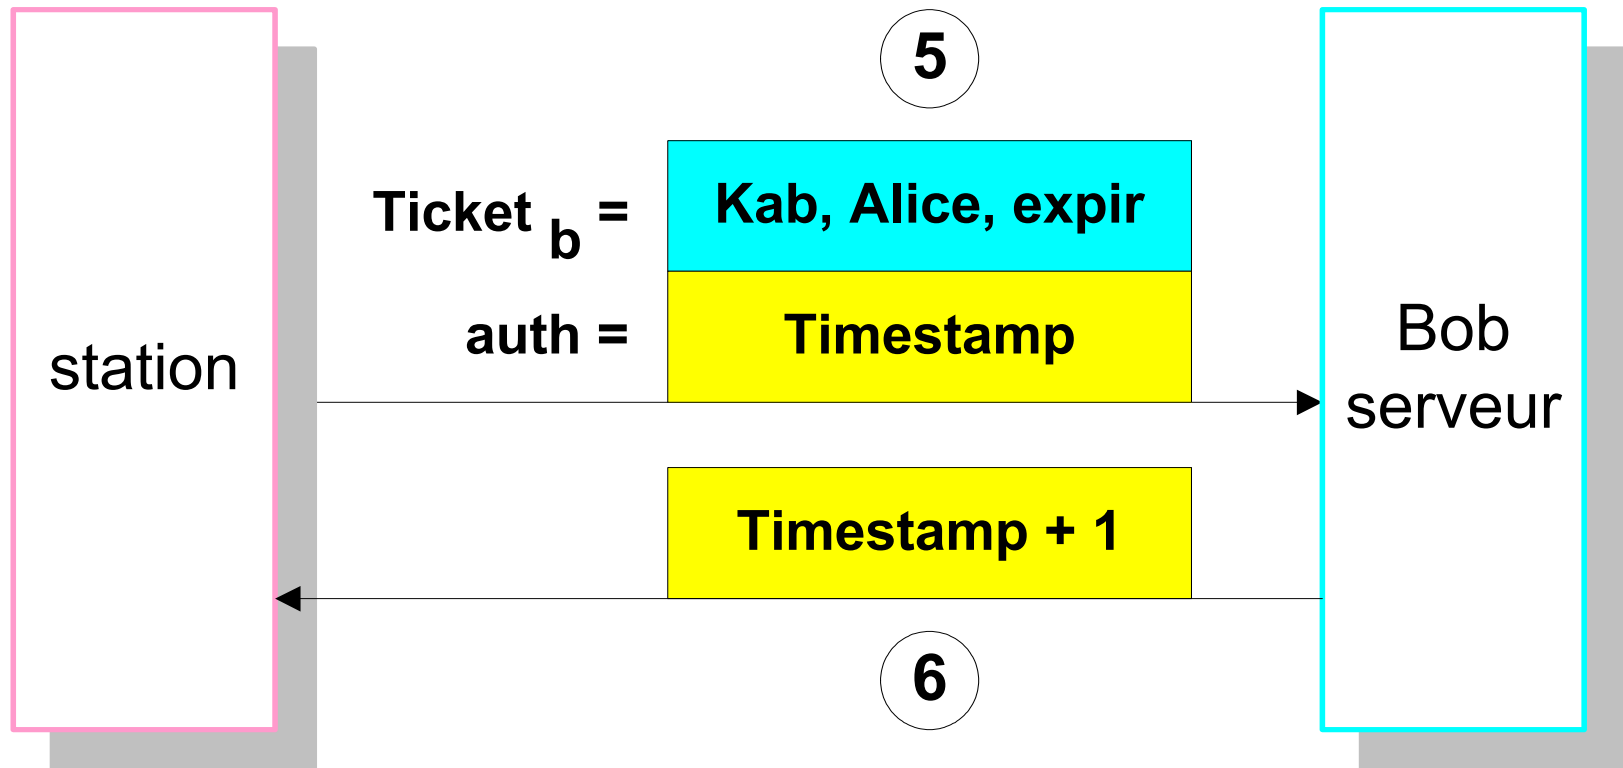 5
Ticket b = Kab, Alice, expir
auth = Timestamp
station
Bob
serveur
Timestamp + 1
6